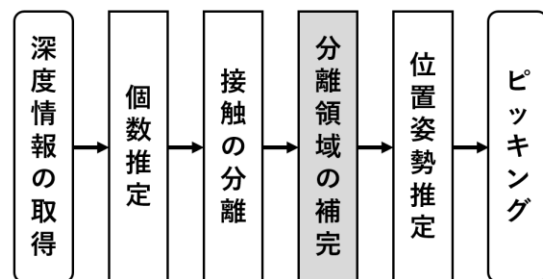 深度情報の取得
個数推定
接触の分離
分離領域の補完
位置姿勢推定
ピッキング